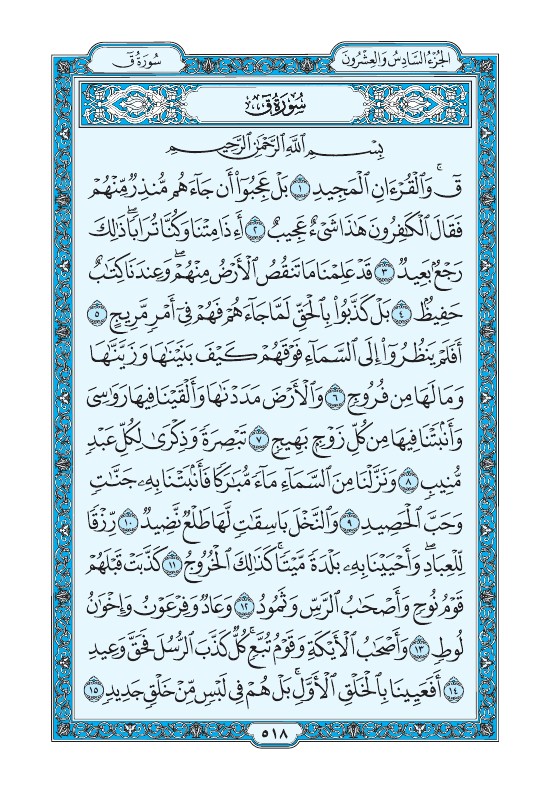 الجُزْءُ السَّادِسُ وَالعِشْرُونَ
سُورَةُ قٓ
سُورَةُ قٓ
بِسْمِ ٱللَّهِ ٱلرَّحْمَٰنِ ٱلرَّحِيمِ
قٓۚ وَٱلْقُرْءَانِ ٱلْمَجِيدِ ١ بَلْ عَجِبُوٓا۟ أَن جَآءَهُم مُّنذِرٌ مِّنْهُمْ
فَقَالَ ٱلْكَٰفِرُونَ هَٰذَا شَىْءٌ عَجِيبٌ ٢ أَءِذَا مِتْنَا وَكُنَّا تُرَابًاۖ ذَٰلِكَ
رَجْعٌۢ بَعِيدٌ ٣ قَدْ عَلِمْنَا مَا تَنقُصُ ٱلْأَرْضُ مِنْهُمْۖ وَعِندَنَا كِتَٰبٌ
حَفِيظٌۢ ٤ بَلْ كَذَّبُوا۟ بِٱلْحَقِّ لَمَّا جَآءَهُمْ فَهُمْ فِىٓ أَمْرٍ مَّرِيجٍ ٥
أَفَلَمْ يَنظُرُوٓا۟ إِلَى ٱلسَّمَآءِ فَوْقَهُمْ كَيْفَ بَنَيْنَٰهَا وَزَيَّنَّٰهَا
وَمَا لَهَا مِن فُرُوجٍ ٦ وَٱلْأَرْضَ مَدَدْنَٰهَا وَأَلْقَيْنَا فِيهَا رَوَٰسِىَ
وَأَنۢبَتْنَا فِيهَا مِن كُلِّ زَوْجٍۭ بَهِيجٍ ٧ تَبْصِرَةً وَذِكْرَىٰ لِكُلِّ عَبْدٍ
مُّنِيبٍ ٨ وَنَزَّلْنَا مِنَ ٱلسَّمَآءِ مَآءً مُّبَٰرَكًا فَأَنۢبَتْنَا بِهِۦ جَنَّٰتٍ
وَحَبَّ ٱلْحَصِيدِ ٩ وَٱلنَّخْلَ بَاسِقَٰتٍ لَّهَا طَلْعٌ نَّضِيدٌ ١٠ رِّزْقًا
لِّلْعِبَادِۖ وَأَحْيَيْنَا بِهِۦ بَلْدَةً مَّيْتًاۚ كَذَٰلِكَ ٱلْخُرُوجُ ١١ كَذَّبَتْ قَبْلَهُمْ
قَوْمُ نُوحٍ وَأَصْحَٰبُ ٱلرَّسِّ وَثَمُودُ ١٢ وَعَادٌ وَفِرْعَوْنُ وَإِخْوَٰنُ
لُوطٍ ١٣ وَأَصْحَٰبُ ٱلْأَيْكَةِ وَقَوْمُ تُبَّعٍۚ كُلٌّ كَذَّبَ ٱلرُّسُلَ فَحَقَّ وَعِيدِ
١٤ أَفَعَيِينَا بِٱلْخَلْقِ ٱلْأَوَّلِۚ بَلْ هُمْ فِى لَبْسٍ مِّنْ خَلْقٍ جَدِيدٍ ١٥
٥١٨